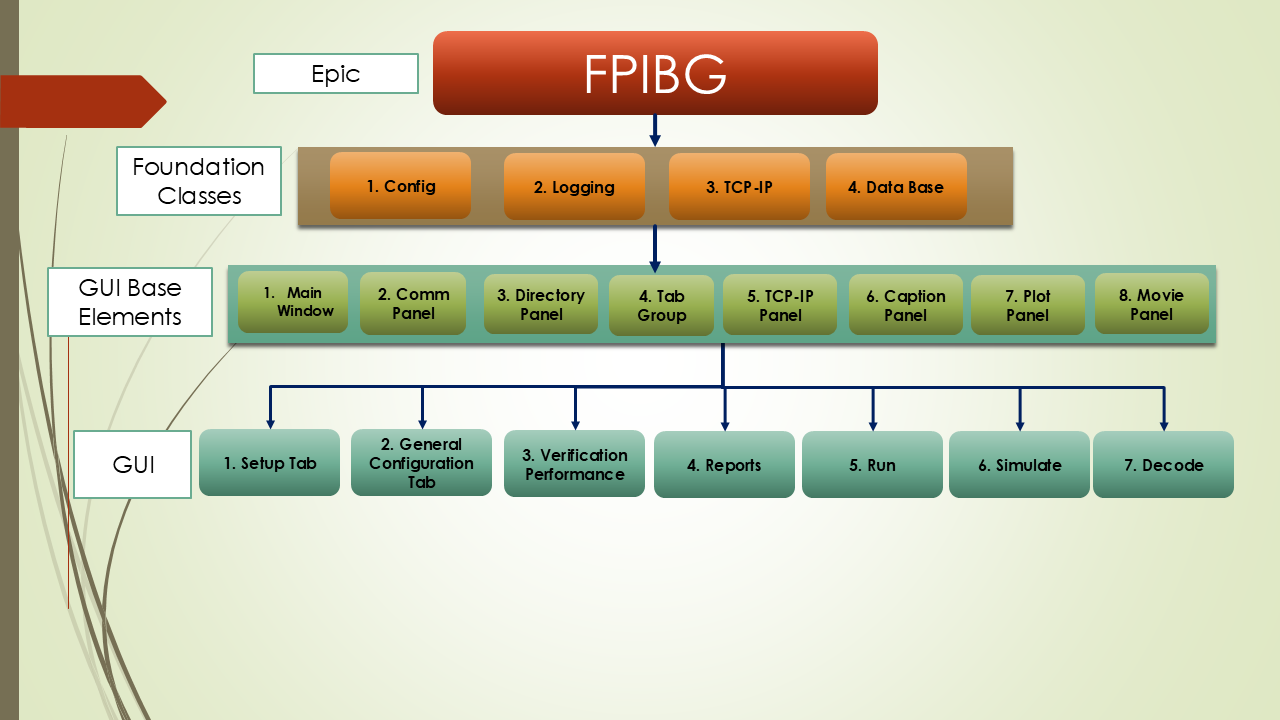 Epic
FPIBG
Foundation
Classes
1. Config
2. Logging
3. TCP-IP
4. Data Base
GUI Base
Elements
1. Main
Window
2. Comm
Panel
3. Directory
Panel
4. Tab
Group
5. TCP-IP
Panel
6. Caption
Panel
7. Plot
Panel
8. Movie
Panel
GUI
1. Setup Tab
2. General
Configuration
Tab
3. Verification
Performance
4. Reports
5. Run
6. Simulate
7. Decode